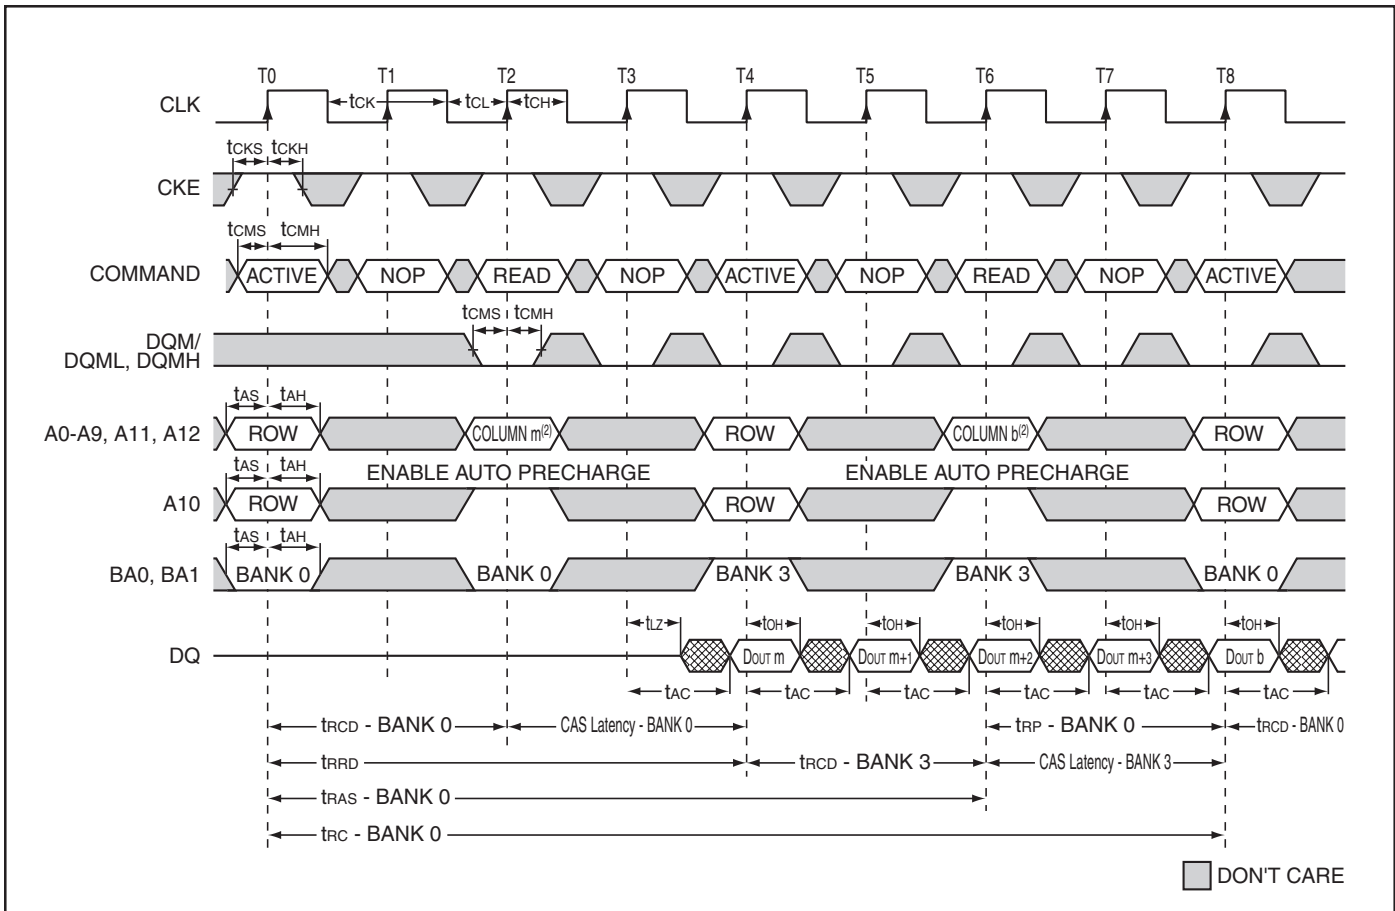 T0 T1 T2 T3 T4 T5 T6 T7 T8
CLK tCK tCL tCH
tCKS tCKH
CKE
tCMS tCMH
COMMAND ACTIVE NOP READ NOP ACTIVE NOP READ NOP ACTIVE
tCMS tCMH
DQM/
DQML, DQMH
tAS tAH
A0-A9, A11, A12 ROW COLUMN m(2) ROW COLUMN b(2) ROW
tAS tAH ENABLE AUTO PRECHARGE ENABLE AUTO PRECHARGE
A10 ROW ROW ROW
tAS tAH
BA0, BA1 BANK 0 BANK 0 BANK 3 BANK 3 BANK 0
tLZ tOH tOH tOH tOH tOH
DQ DOUT m DOUT m+1 DOUT m+2 DOUT m+3 DOUT b
tAC tAC tAC tAC tAC tAC
tRCD - BANK 0 CAS Latency - BANK 0 tRP - BANK 0 tRCD - BANK 0
tRRD tRCD - BANK 3 CAS Latency - BANK 3
tRAS - BANK 0
tRC - BANK 0
DON'T CARE